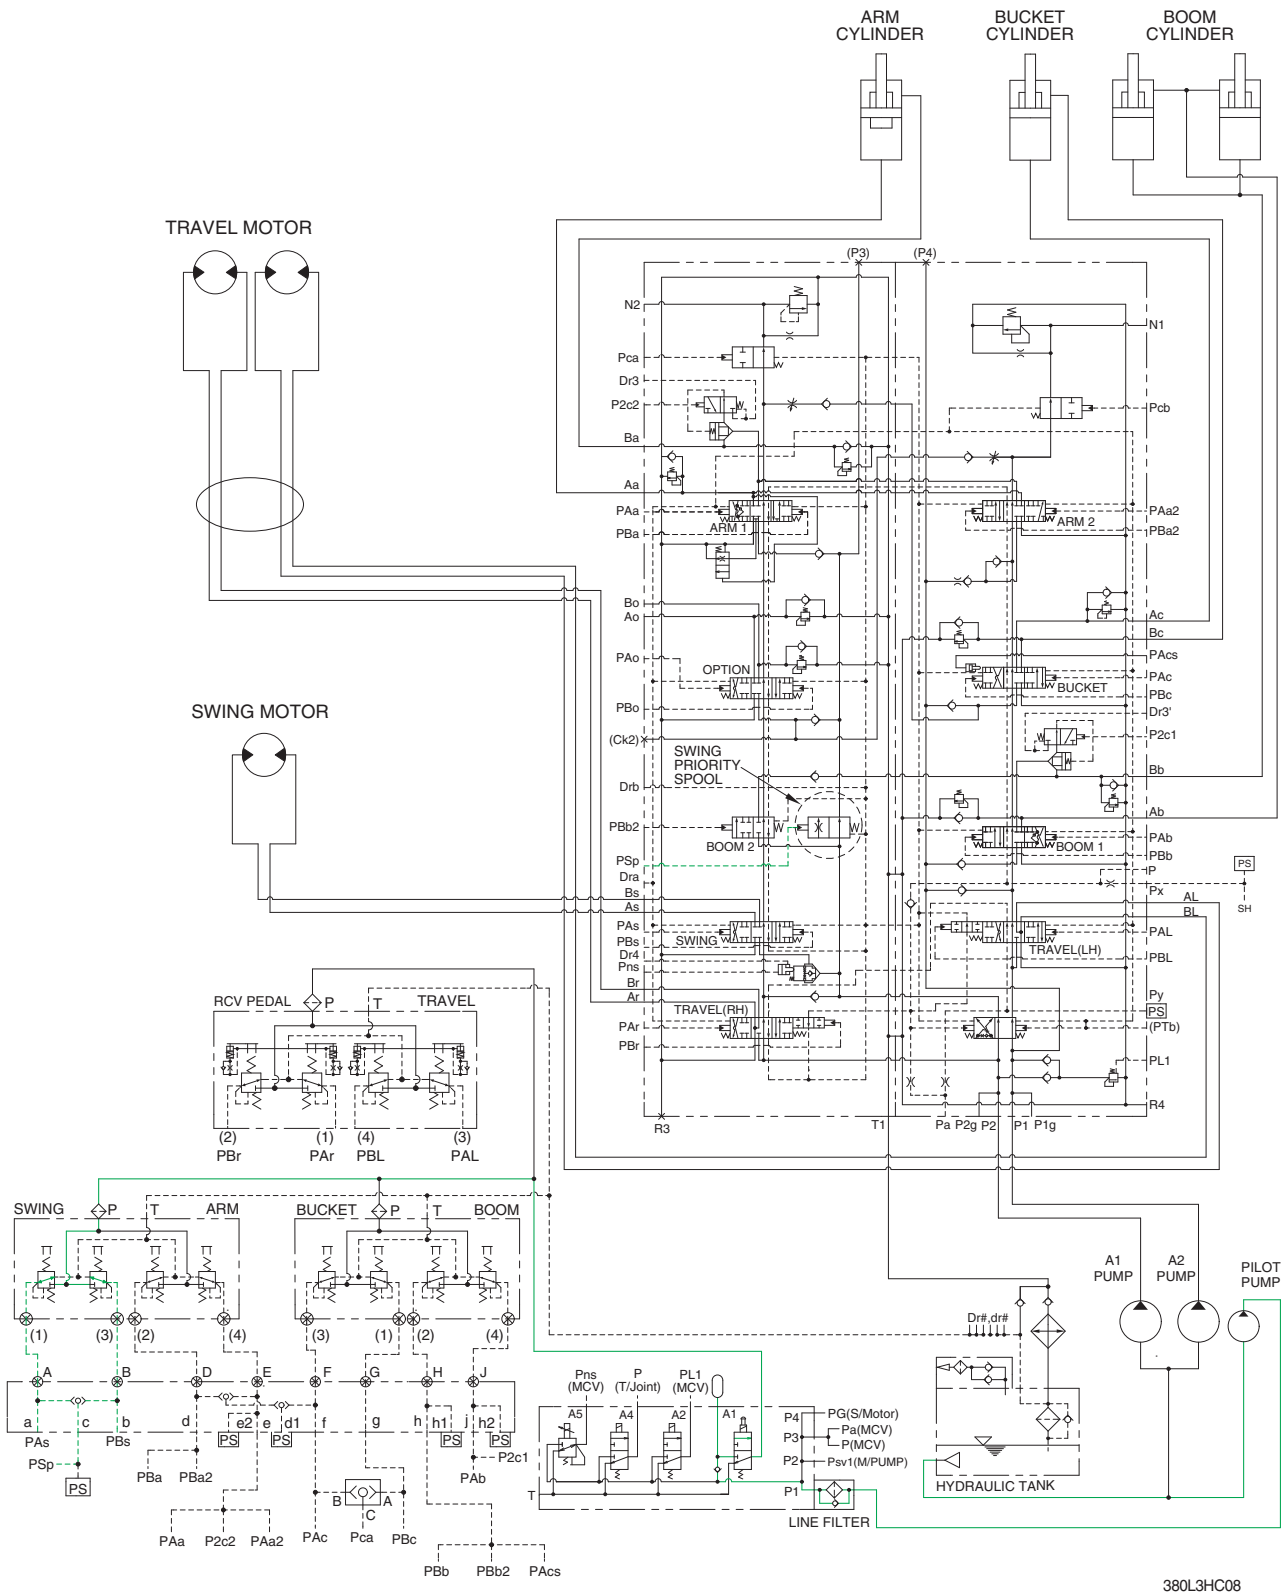 ARM
CYLINDER
BUCKET
CYLINDER
BOOM
CYLINDER
TRAVEL MOTOR
SWING MOTOR
(P3)
(P4)
N2
N1
Pca
Dr3
P2c2
Pcb
Ba
Aa
PAa
ARM 1
PBa
ARM 2
PAa2
PBa2
Bo
Ao
Ac
Bc
PAo
OPTION
PBo
(Ck2)
PAcs
PAc
BUCKET
PBc
Dr3'
P2c1
SWING
PRIORITY
SPOOL
Bb
Drb
Ab
PBb2
BOOM 2
PAb
BOOM 1
PBb
PSp
P
PS
Dra
Px
Bs
As
AL
SH
BL
PAs
PBs
SWING
PAL
TRAVEL(LH)
PBL
Dr4
Pns
Br
Ar
Py
PS
TRAVEL(RH)
PAr
(PTb)
PBr
PL1
R4
R3
T1
Pa
P2g
P2
P1
P1g
RCV PEDAL
P
T
TRAVEL
(2)
(1)
(4)
(3)
PBr
PAr
PBL
PAL
SWING
P
T
ARM
BUCKET
P
T
BOOM
(1)
(3)
(2)
(4)
(3)
(1)
(2)
(4)
A
B
D
E
F
G
H
J
a
c
b
d
e2
e
d1
f
g
h
h1
j
h2
PS
PS
PS
PS
PAs
PBs
PSp
PS
PBa
PBa2
P2c1
PAb
PAa
P2c2
PAa2
B
A
C
PAc
Pca
PBc
PBb
PBb2
PAcs
A1
PUMP
A2
PUMP
PILOT
PUMP
Dr#,dr#
HYDRAULIC TANK
Pns
(MCV)
P
(T/Joint)
PL1
(MCV)
A5
A4
A2
A1
P4
PG(S/Motor)
P3
Pa(MCV)
P(MCV)
P2
Psv1(M/PUMP)
P1
T
LINE FILTER
380L3HC08